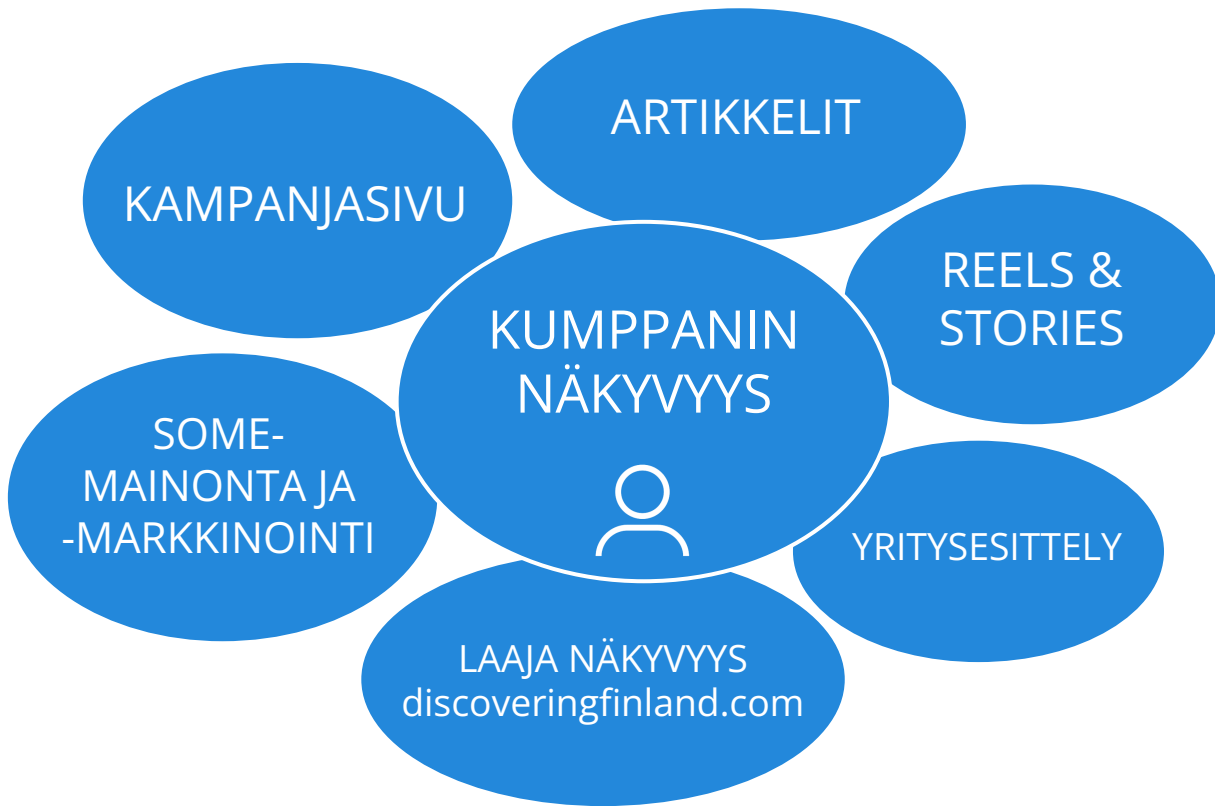 ARTIKKELIT
KAMPANJASIVU
REELS &
STORIES
KUMPPANIN
NÄKYVYYS
SOME-
MAINONTA JA
-MARKKINOINTI
YRITYSESITTELY
LAAJA NÄKYVYYS
discoveringfinland.com